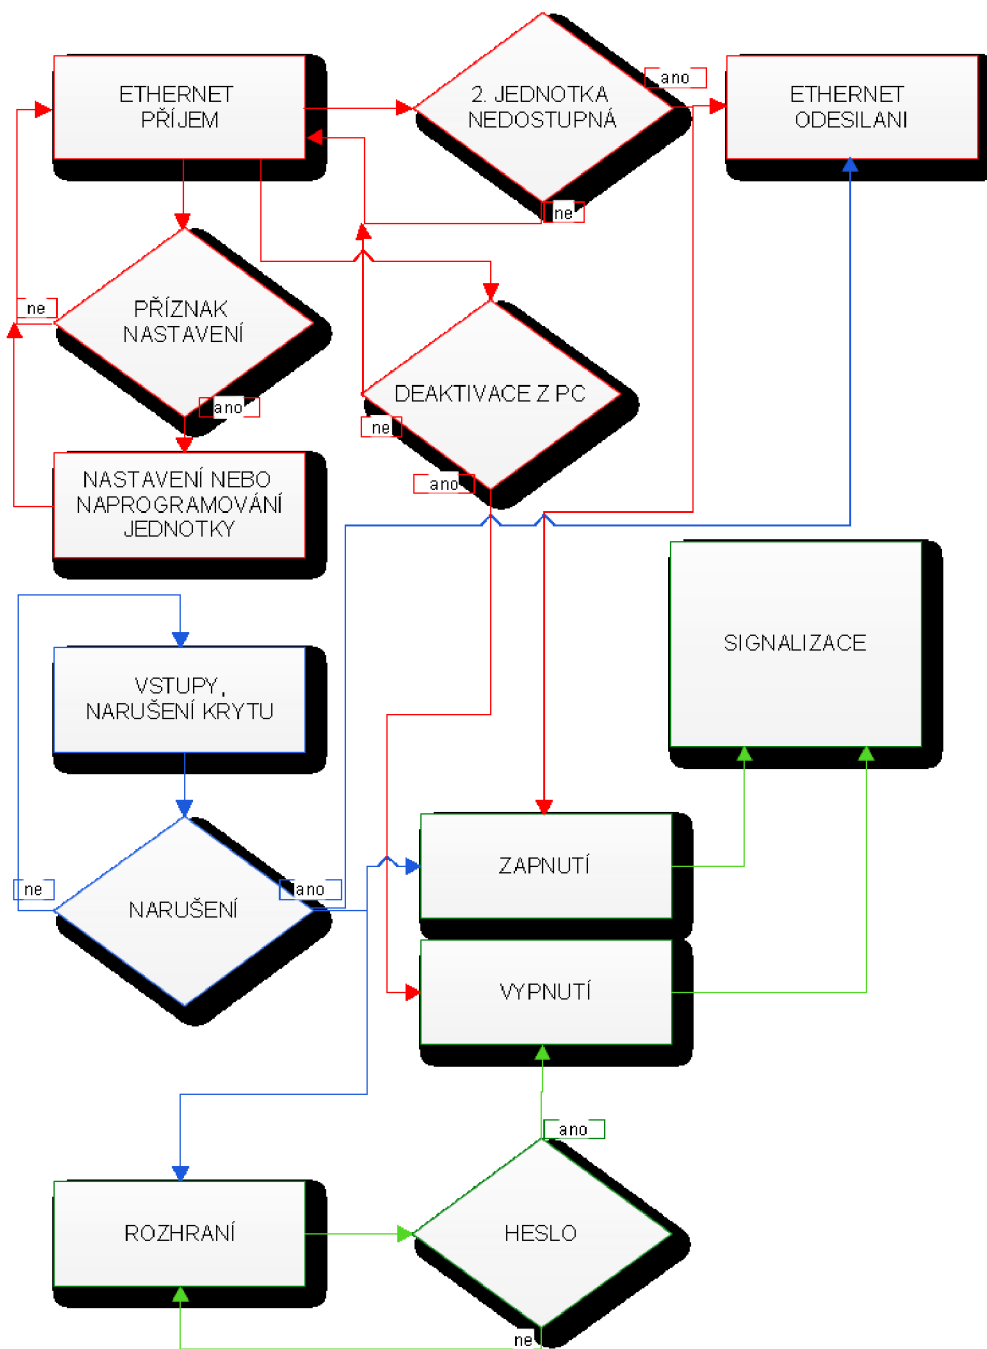 ETHERNET
PŘÍJEM
2. JEDNOTKA
NEDOSTUPNÁ
ano
ETHERNET
ODESILANI
ne
ne
PŘÍZNAK
NASTAVENÍ
DEAKTIVACE Z PC
ano
ne
NASTAVENÍ NEBO
NAPROGRAMOVÁNÍ
JEDNOTKY
ano
SIGNALIZACE
VSTUPY,
NARUŠENÍ KRYTU
ne
NARUŠENÍ
ano
ZAPNUTÍ
VYPNUTÍ
ano
ROZHRANÍ
HESLO
ne